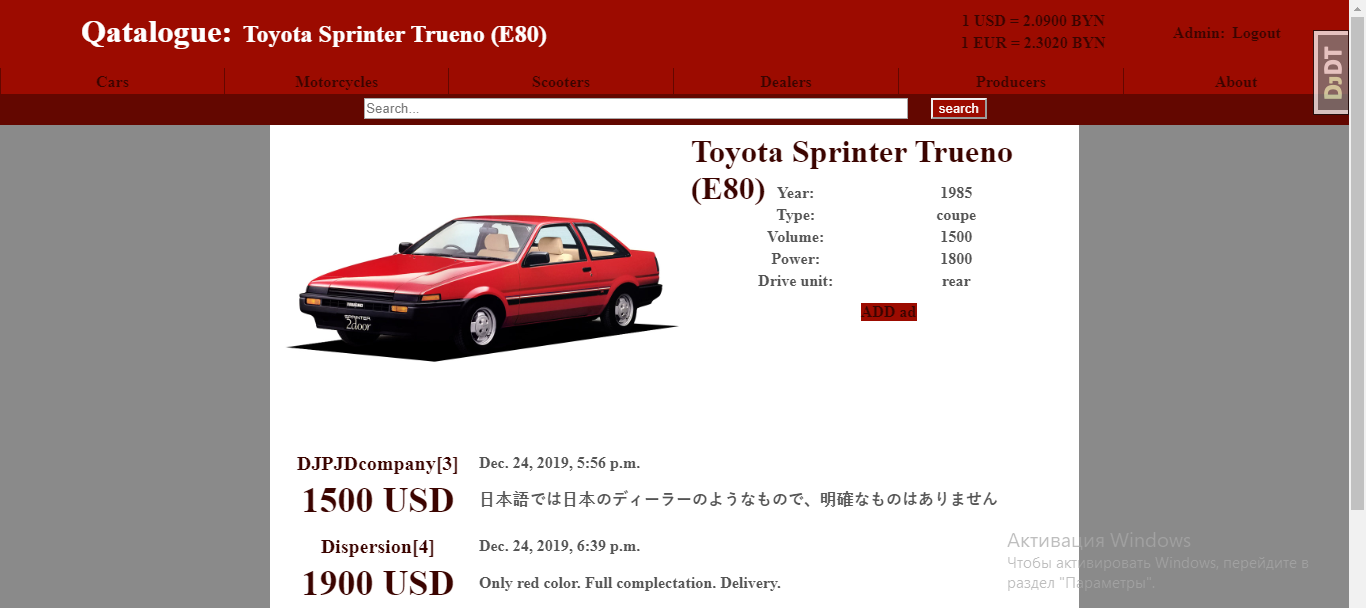 Qatalogue: Toyota Sprinter Trueno (E80)
1 USD = 2.0900 BYN
1 EUR = 2.3020 BYN
Admin: Logout
Cars Motorcycles Scooters Dealers Producers About
DJDT
Search... search
Toyota Sprinter Trueno
(E80)
Year: 1985
Type: coupe
Volume: 1500
Power: 1800
Drive unit: rear
ADD ad
SPRINTER
2door
DJPJDcompany[3] Dec. 24, 2019, 5:56 p.m.
1500 USD 日本語では日本のディーラーのようなもので、明確なものはありません
Dispersion[4] Dec. 24, 2019, 6:39 p.m.
1900 USD Only red color. Full complectation. Delivery.
Активация Windows
Чтобы активировать Windows, перейдите в
раздел "Параметры".